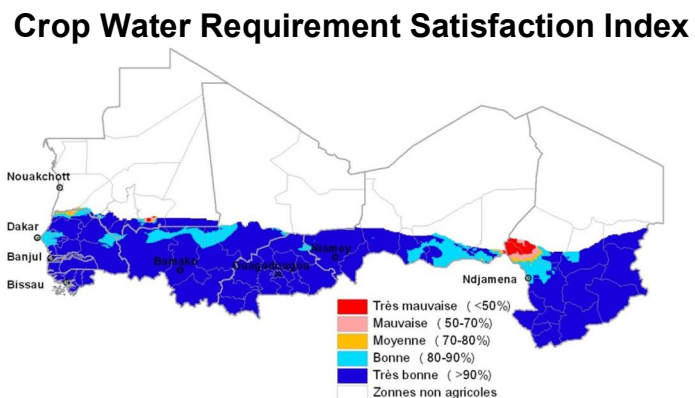 Crop Water Requirement Satisfaction Index
Nouakchott
Dakar
Banjul
Bissau
Bamako
Ouagadougou
Niamey
Ndjamena
Très mauvaise ( <50%)
Mauvaise ( 50-70%)
Moyenne ( 70-80%)
Bonne ( 80-90%)
Très bonne ( >90%)
Zonnes non agricoles